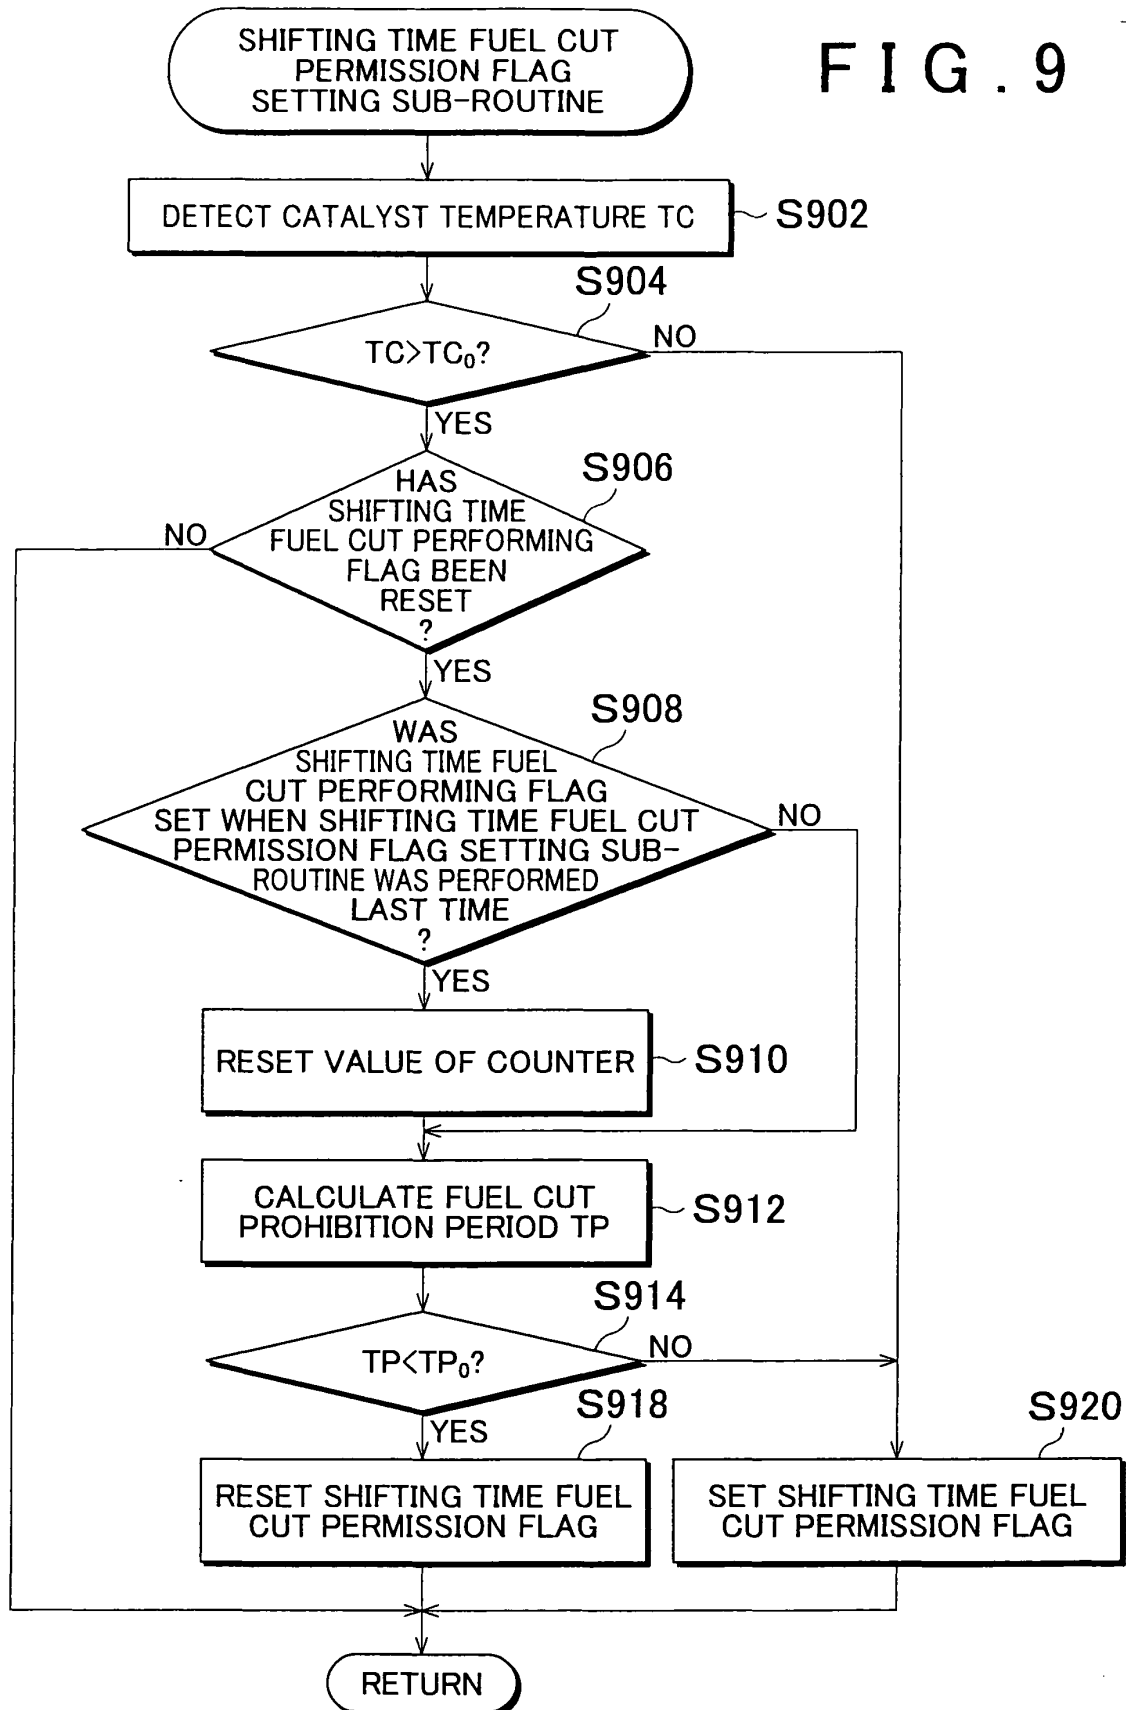 SHIFTING TIME FUEL CUT
PERMISSION FLAG
SETTING SUB-ROUTINE
FIG. 9
DETECT CATALYST TEMPERATURE TC
S902
S904
TC>TC₀?
NO
YES
S906
HAS
SHIFTING TIME
FUEL CUT PERFORMING
FLAG BEEN
RESET
?
NO
YES
S908
WAS
SHIFTING TIME FUEL
CUT PERFORMING FLAG
SET WHEN SHIFTING TIME FUEL CUT
PERMISSION FLAG SETTING SUB-
ROUTINE WAS PERFORMED
LAST TIME
?
NO
YES
RESET VALUE OF COUNTER
S910
CALCULATE FUEL CUT
PROHIBITION PERIOD TP
S912
S914
TP<TP₀?
NO
YES
S918
RESET SHIFTING TIME FUEL
CUT PERMISSION FLAG
S920
SET SHIFTING TIME FUEL
CUT PERMISSION FLAG
RETURN